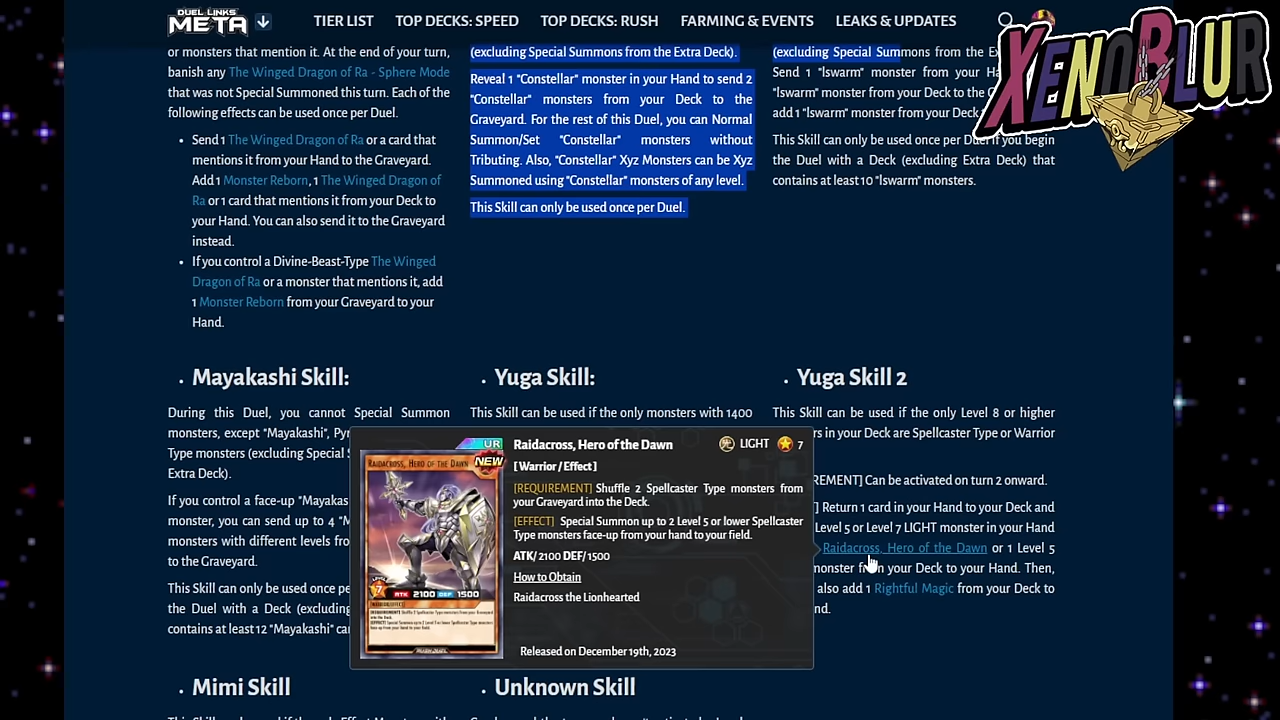 DUEL LINKS
META
TIER LIST
TOP DECKS: SPEED
TOP DECKS: RUSH
FARMING & EVENTS
LEAKS & UPDATES
XENOBLUR
or monsters that mention it. At the end of your turn,
banish any The Winged Dragon of Ra - Sphere Mode
that was not Special Summoned this turn. Each of the
following effects can be used once per Duel.
• Send 1 The Winged Dragon of Ra or a card that
mentions it from your Hand to the Graveyard.
Add 1 Monster Reborn, 1 The Winged Dragon of
Ra or 1 card that mentions it from your Deck to
your Hand. You can also send it to the Graveyard
instead.
• If you control a Divine-Beast-Type The Winged
Dragon of Ra or a monster that mentions it, add
1 Monster Reborn from your Graveyard to your
Hand.
(excluding Special Summons from the Extra Deck).
Reveal 1 "Constellar" monster in your Hand to send 2
"Constellar" monsters from your Deck to the
Graveyard. For the rest of this Duel, you can Normal
Summon/Set "Constellar" monsters without
Tributing. Also, "Constellar" Xyz Monsters can be Xyz
Summoned using "Constellar" monsters of any level.
This Skill can only be used once per Duel.
(excluding Special Summons from the
Send 1 "lswarm" monster from your
"lswarm" monster from your Deck to the
add 1 "lswarm" monster from your Deck
This Skill can only be used once per Duel if you begin
the Duel with a Deck (excluding Extra Deck) that
contains at least 10 "lswarm" monsters.
• Mayakashi Skill:
During this Duel, you cannot Special Summon
monsters, except "Mayakashi",
Type monsters (excluding Special
Extra Deck).
If you control a face-up
monster, you can send up to 4
monsters with different levels
to the Graveyard.
This Skill can only be used once
the Duel with a Deck (excluding
contains at least 12 "Mayakashi"
• Yuga Skill:
This Skill can be used if the only monsters with 1400
• Yuga Skill 2
This Skill can be used if the only Level 8 or higher
in your Deck are Spellcaster Type or Warrior
Can be activated on turn 2 onward.
Return 1 card in your Hand to your Deck and
Level 5 or Level 7 LIGHT monster in your Hand
Raidacross, Hero of the Dawn or 1 Level 5
from your Deck to your Hand. Then,
also add 1 Rightful Magic from your Deck to
UR
NEW
RAIDACROSS, HERO OF THE DAWN
LEVEL
7
ATK 2100 DEF 1500
Raidacross, Hero of the Dawn
LIGHT
7
[ Warrior / Effect ]
[REQUIREMENT] Shuffle 2 Spellcaster Type monsters from
your Graveyard into the Deck.
[EFFECT] Special Summon up to 2 Level 5 or lower Spellcaster
Type monsters face-up from your hand to your field.
ATK/ 2100 DEF/ 1500
How to Obtain
Raidacross the Lionhearted
Released on December 19th, 2023
• Mimi Skill
• Unknown Skill